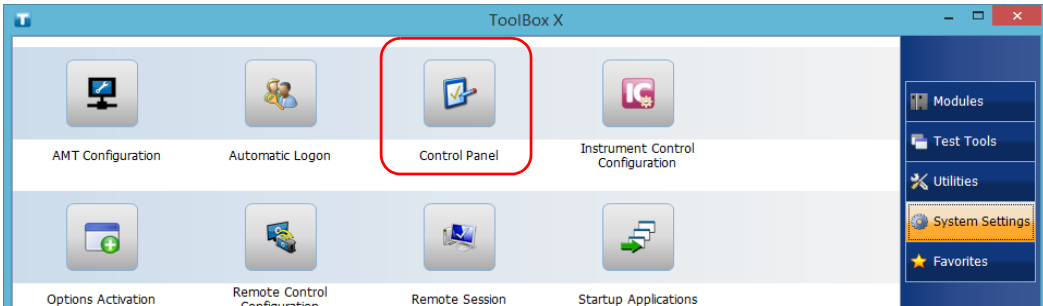 ToolBox X
AMT Configuration
Automatic Logon
Control Panel
Instrument Control
Configuration
Options Activation
Remote Control
Configuration
Remote Session
Startup Applications
Modules
Test Tools
Utilities
System Settings
Favorites